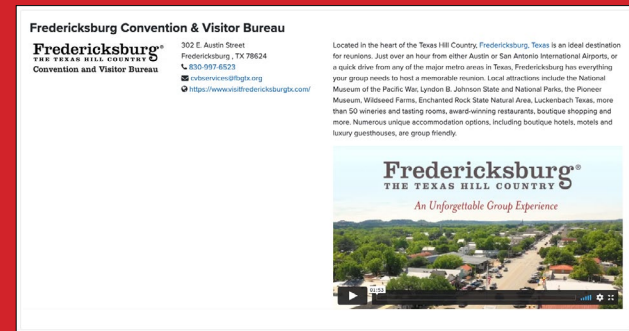 Fredericksburg Convention & Visitor Bureau
Fredericksburg®
THE TEXAS HILL COUNTRY
Convention and Visitor Bureau
302 E. Austin Street
Fredericksburg , TX 78624
830-997-6523
cvbservices@fbgtx.org
https://www.visitfredericksburgtx.com/
Located in the heart of the Texas Hill Country, Fredericksburg, Texas is an ideal destination
for reunions. Just over an hour from either Austin or San Antonio International Airports, or
a quick drive from any of the major metro areas in Texas, Fredericksburg has everything
your group needs to host a memorable reunion. Local attractions include the National
Museum of the Pacific War, Lyndon B. Johnson State and National Parks, the Pioneer
Museum, Wildseed Farms, Enchanted Rock State Natural Area, Luckenbach Texas, more
than 50 wineries and tasting rooms, award-winning restaurants, boutique shopping and
more. Numerous unique accommodation options, including boutique hotels, motels and
luxury guesthouses, are group friendly.
Fredericksburg®
THE TEXAS HILL COUNTRY
An Unforgettable Group Experience
01:53